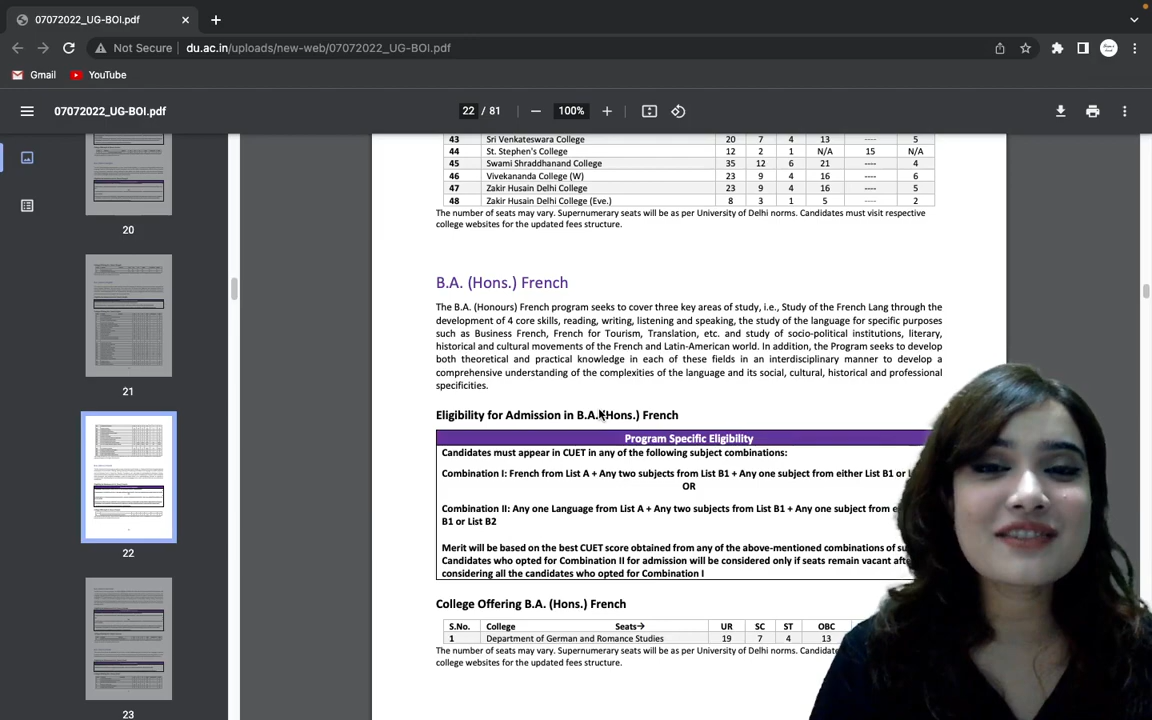 07072022_UG-BOI.pdf
Not Secure du.ac.in/uploads/new-web/07072022_UG-BOI.pdf
Gmail YouTube
07072022_UG-BOI.pdf 22 / 81 100%
20
21
22
23
43 Sri Venkateswara College 20 7 4 13 ---- 5
44 St. Stephen's College 12 2 1 N/A 15 N/A
45 Swami Shraddhanand College 35 12 6 21 ---- 4
46 Vivekananda College (W) 23 9 4 16 ---- 6
47 Zakir Husain Delhi College 23 9 4 16 ---- 5
48 Zakir Husain Delhi College (Eve.) 8 3 1 5 ---- 2
The number of seats may vary. Supernumerary seats will be as per University of Delhi norms. Candidates must visit respective
college websites for the updated fees structure.
B.A. (Hons.) French
The B.A. (Honours) French program seeks to cover three key areas of study, i.e., Study of the French Lang through the
development of 4 core skills, reading, writing, listening and speaking, the study of the language for specific purposes
such as Business French, French for Tourism, Translation, etc. and study of socio-political institutions, literary,
historical and cultural movements of the French and Latin-American world. In addition, the Program seeks to develop
both theoretical and practical knowledge in each of these fields in an interdisciplinary manner to develop a
comprehensive understanding of the complexities of the language and its social, cultural, historical and professional
specificities.
Eligibility for Admission in B.A.(Hons.) French
Program Specific Eligibility
Candidates must appear in CUET in any of the following subject combinations:
Combination I: French from List A + Any two subjects from List B1 + Any one subject from either List B1 or
OR
Combination II: Any one Language from List A + Any two subjects from List B1 + Any one subject from
B1 or List B2
Merit will be based on the best CUET score obtained from any of the above-mentioned combinations of
Candidates who opted for Combination II for admission will be considered only if seats remain vacant
considering all the candidates who opted for Combination I
College Offering B.A. (Hons.) French
S.No. College Seats→ UR SC ST OBC
1 Department of German and Romance Studies 19 7 4 13
The number of seats may vary. Supernumerary seats will be as per University of Delhi norms.
college websites for the updated fees structure.